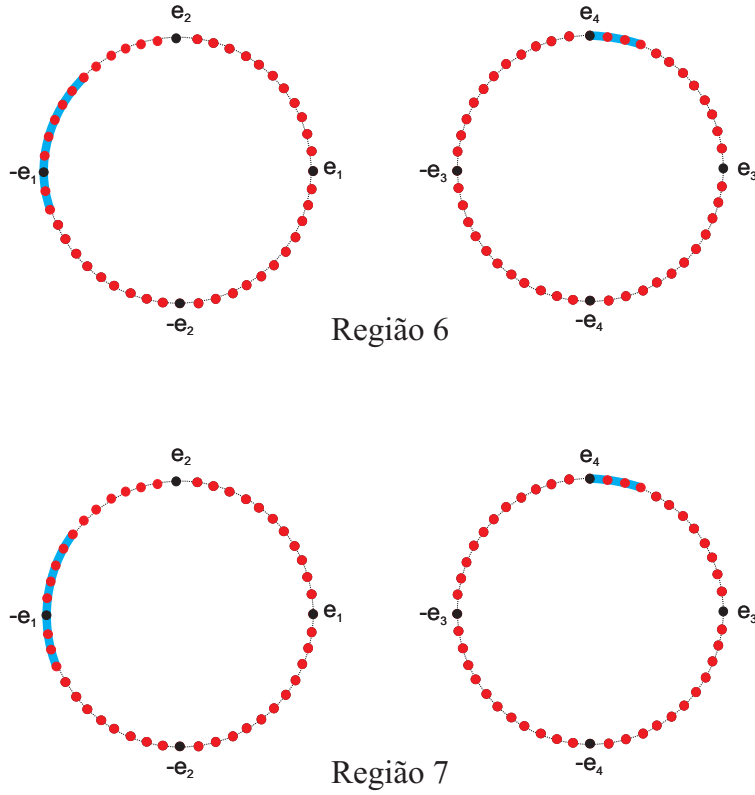 e₂ e₄
-e₁ e₁ -e₃ e₃
-e₂ -e₄
Região 6
e₂ e₄
-e₁ e₁ -e₃ e₃
-e₂ -e₄
Região 7